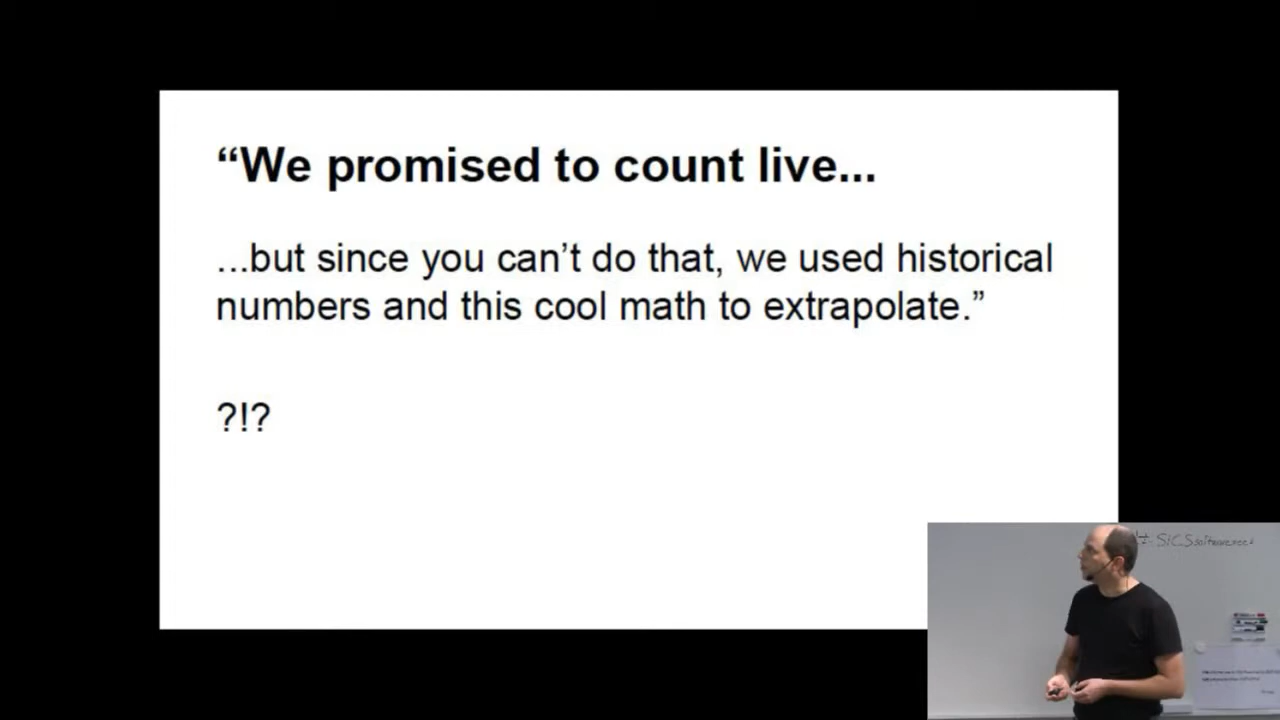 “We promised to count live...
...but since you can’t do that, we used historical
numbers and this cool math to extrapolate.”
?!?